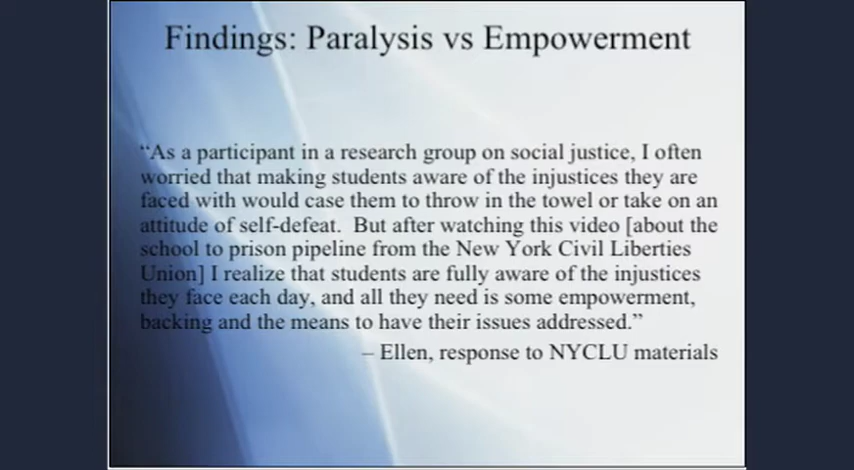 Findings: Paralysis vs Empowerment
“As a participant in a research group on social justice, I often
worried that making students aware of the injustices they are
faced with would case them to throw in the towel or take on an
attitude of self-defeat.  But after watching this video [about the
school to prison pipeline from the New York Civil Liberties
Union] I realize that students are fully aware of the injustices
they face each day, and all they need is some empowerment,
backing and the means to have their issues addressed.”
– Ellen, response to NYCLU materials